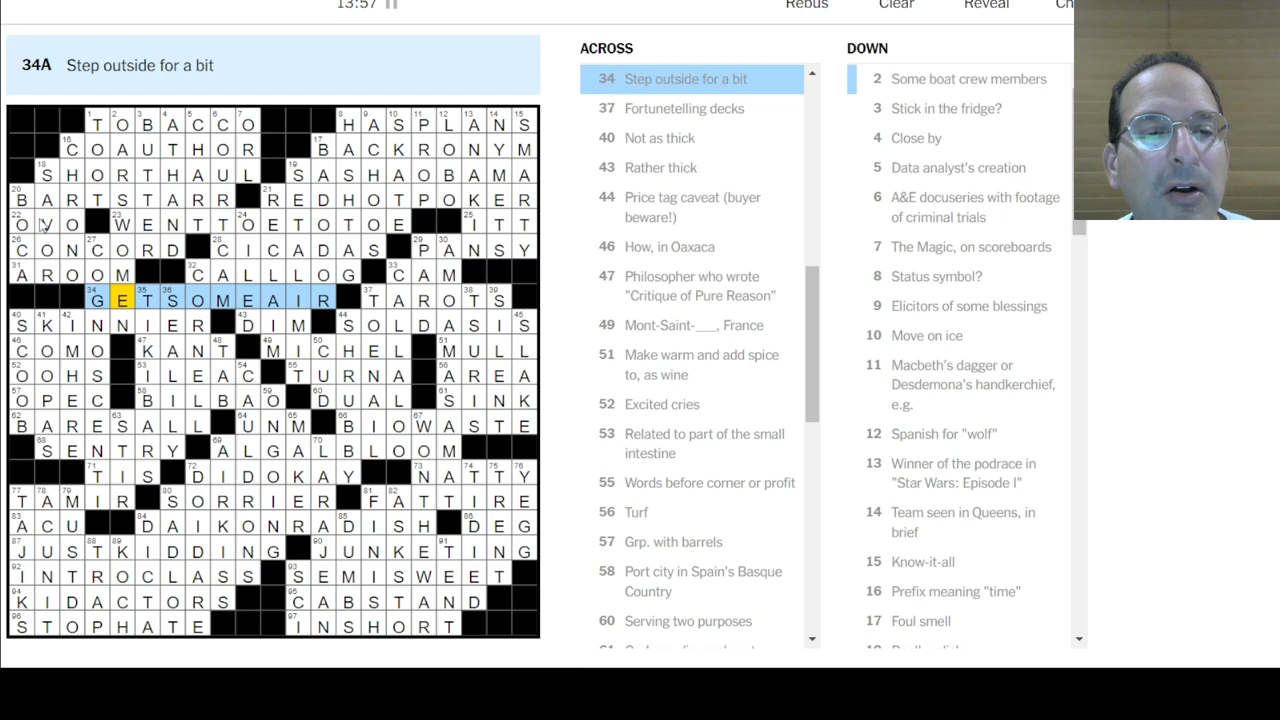 13:57
Rebus Clear Reveal Ch
34A Step outside for a bit
ACROSS
34 Step outside for a bit
37 Fortunetelling decks
40 Not as thick
43 Rather thick
44 Price tag caveat (buyer
beware!)
46 How, in Oaxaca
47 Philosopher who wrote
"Critique of Pure Reason"
49 Mont-Saint-___, France
51 Make warm and add spice
to, as wine
52 Excited cries
53 Related to part of the small
intestine
55 Words before corner or profit
56 Turf
57 Grp. with barrels
58 Port city in Spain's Basque
Country
60 Serving two purposes
DOWN
2 Some boat crew members
3 Stick in the fridge?
4 Close by
5 Data analyst's creation
6 A&E docuseries with footage
of criminal trials
7 The Magic, on scoreboards
8 Status symbol?
9 Elicitors of some blessings
10 Move on ice
11 Macbeth's dagger or
Desdemona's handkerchief,
e.g.
12 Spanish for "wolf"
13 Winner of the podrace in
"Star Wars: Episode I"
14 Team seen in Queens, in
brief
15 Know-it-all
16 Prefix meaning "time"
17 Foul smell
TOBACCO HASPLANS
COAUTHOR BACKRONYM
SHORTHAUL SASHAOBAMA
BARTSTARR REDHOTPOKER
OVO WENTTOETOTOE ITT
CONCORD CICADAS PANSY
AROOM CALLLOG CAM
GETSOMEAIR TAROTS
SKINNIER DIM SOLDASIS
COMO KANT MICHEL MULL
OOHS ILEAC TURNA AREA
OPEC BILBAO DUAL SINK
BARESALL UNM BIOWASTE
SENTRY ALGALBLOOM
TIS DIDOKAY NATTY
TAMIR SORRIER FATTIRE
ACU DAIKONRADISH DEG
JUSTKIDDING JUNKETING
INTROCLASS SEMISWEET
KIDACTORS CABSTAND
STOPHATE INSHORT